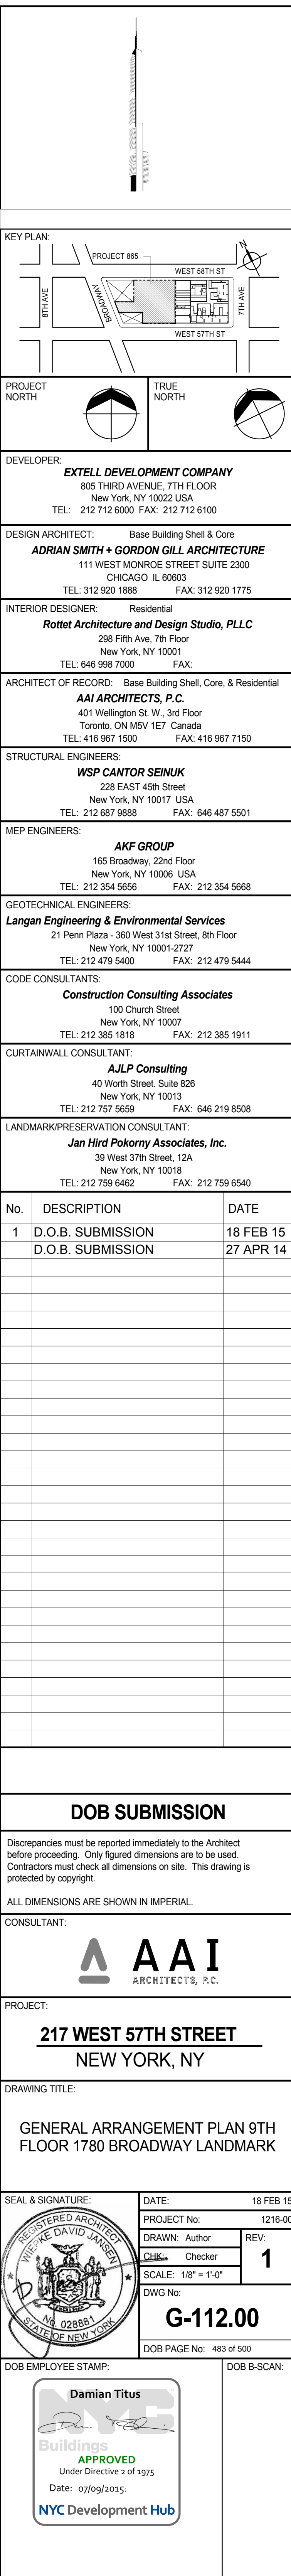 KEY PLAN:
PROJECT 865
N
WEST 58TH ST
8TH AVE
BROADWAY
7TH AVE
WEST 57TH ST
PROJECT
NORTH
TRUE
NORTH
DEVELOPER:
EXTELL DEVELOPMENT COMPANY
805 THIRD AVENUE, 7TH FLOOR
New York, NY 10022 USA
TEL: 212 712 6000 FAX: 212 712 6100
DESIGN ARCHITECT: Base Building Shell & Core
ADRIAN SMITH + GORDON GILL ARCHITECTURE
111 WEST MONROE STREET SUITE 2300
CHICAGO IL 60603
TEL: 312 920 1888 FAX: 312 920 1775
INTERIOR DESIGNER: Residential
Rottet Architecture and Design Studio, PLLC
298 Fifth Ave, 7th Floor
New York, NY 10001
TEL: 646 998 7000 FAX:
ARCHITECT OF RECORD: Base Building Shell, Core, & Residential
AAI ARCHITECTS, P.C.
401 Wellington St. W., 3rd Floor
Toronto, ON M5V 1E7 Canada
TEL: 416 967 1500 FAX: 416 967 7150
STRUCTURAL ENGINEERS:
WSP CANTOR SEINUK
228 EAST 45th Street
New York, NY 10017 USA
TEL: 212 687 9888 FAX: 646 487 5501
MEP ENGINEERS:
AKF GROUP
165 Broadway, 22nd Floor
New York, NY 10006 USA
TEL: 212 354 5656 FAX: 212 354 5668
GEOTECHNICAL ENGINEERS:
Langan Engineering & Environmental Services
21 Penn Plaza - 360 West 31st Street, 8th Floor
New York, NY 10001-2727
TEL: 212 479 5400 FAX: 212 479 5444
CODE CONSULTANTS:
Construction Consulting Associates
100 Church Street
New York, NY 10007
TEL: 212 385 1818 FAX: 212 385 1911
CURTAINWALL CONSULTANT:
AJLP Consulting
40 Worth Street. Suite 826
New York, NY 10013
TEL: 212 757 5659 FAX: 646 219 8508
LANDMARK/PRESERVATION CONSULTANT:
Jan Hird Pokorny Associates, Inc.
39 West 37th Street, 12A
New York, NY 10018
TEL: 212 759 6462 FAX: 212 759 6540
No. DESCRIPTION DATE
1 D.O.B. SUBMISSION 18 FEB 15
D.O.B. SUBMISSION 27 APR 14
DOB SUBMISSION
Discrepancies must be reported immediately to the Architect
before proceeding. Only figured dimensions are to be used.
Contractors must check all dimensions on site. This drawing is
protected by copyright.
ALL DIMENSIONS ARE SHOWN IN IMPERIAL.
CONSULTANT:
AAI
ARCHITECTS, P.C.
PROJECT:
217 WEST 57TH STREET
NEW YORK, NY
DRAWING TITLE:
GENERAL ARRANGEMENT PLAN 9TH
FLOOR 1780 BROADWAY LANDMARK
SEAL & SIGNATURE:
REGISTERED ARCHITECT
DAVID JANSEN
No. 028881
STATE OF NEW YORK
DATE: 18 FEB 15
PROJECT No: 1216-00
DRAWN: Author
CHK: Checker
SCALE: 1/8" = 1'-0"
REV:
1
DWG No:
G-112.00
DOB PAGE No: 483 of 500
DOB EMPLOYEE STAMP:
DOB B-SCAN:
Damian Titus
NYC
Buildings
APPROVED
Under Directive 2 of 1975
Date: 07/09/2015:
NYC Development Hub